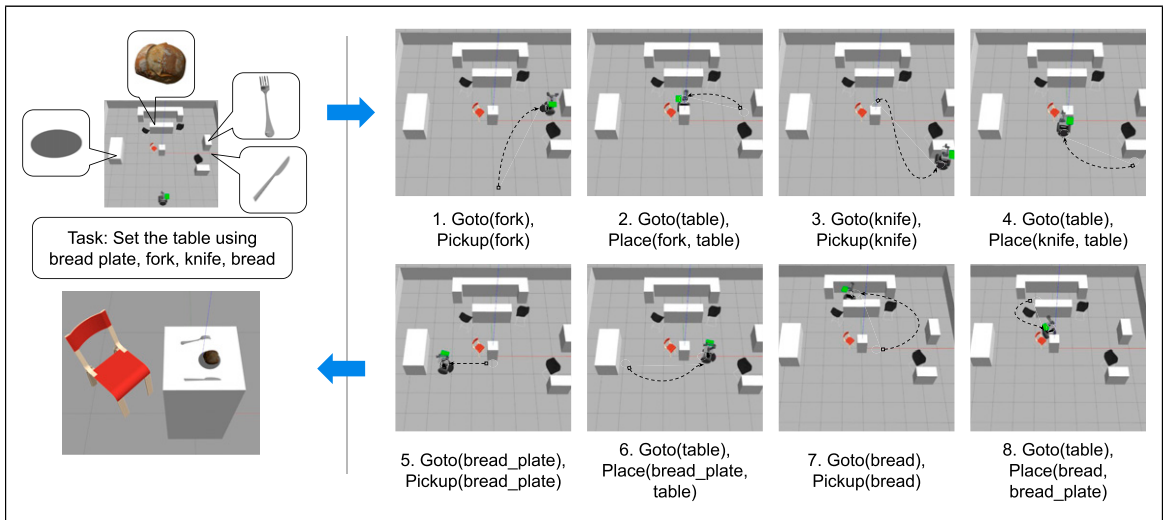 Task: Set the table using
bread plate, fork, knife, bread
1. Goto(fork),
Pickup(fork)
2. Goto(table),
Place(fork, table)
3. Goto(knife),
Pickup(knife)
4. Goto(table),
Place(knife, table)
5. Goto(bread_plate),
Pickup(bread_plate)
6. Goto(table),
Place(bread_plate,
table)
7. Goto(bread),
Pickup(bread)
8. Goto(table),
Place(bread,
bread_plate)